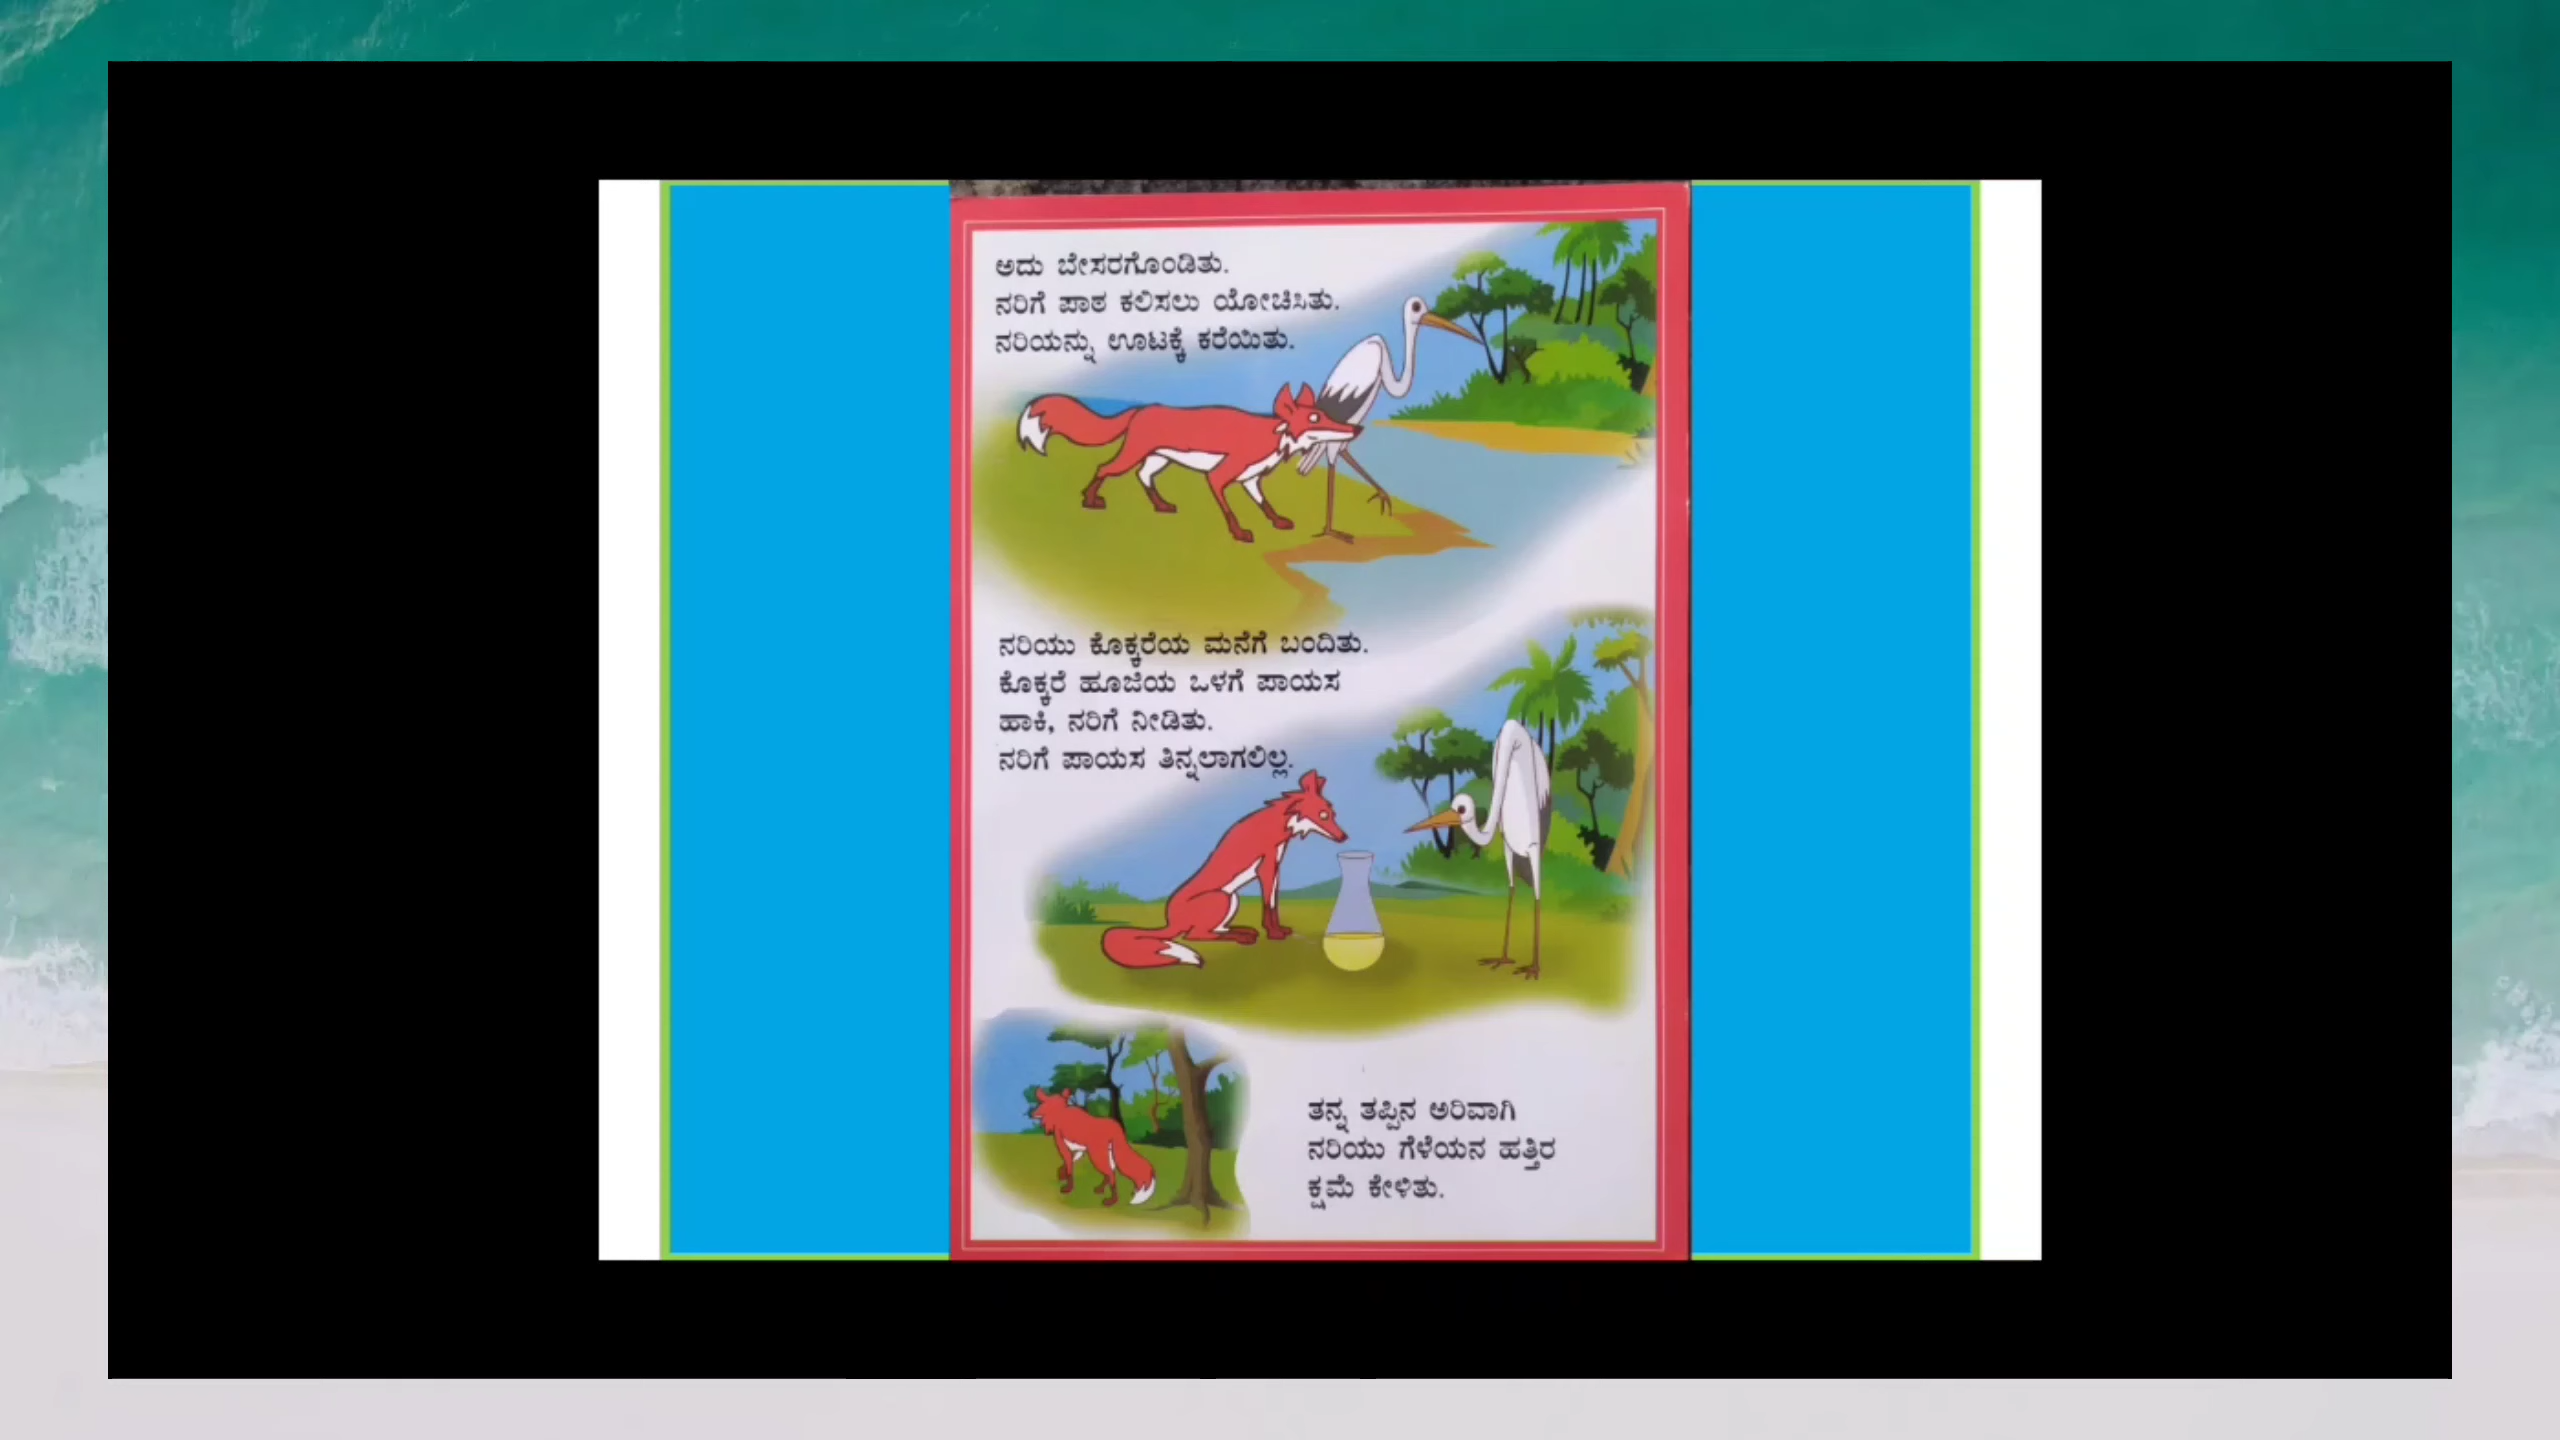 ಅದು ಬೇಸರಗೊಂಡಿತು.
ನರಿಗೆ ಪಾಠ ಕಲಿಸಲು ಯೋಚಿಸಿತು.
ನರಿಯನ್ನು ಊಟಕ್ಕೆ ಕರೆಯಿತು.
ನರಿಯು ಕೊಕ್ಕರೆಯ ಮನೆಗೆ ಬಂದಿತು.
ಕೊಕ್ಕರೆ ಹೂಜಿಯ ಒಳಗೆ ಪಾಯಸ
ಹಾಕಿ, ನರಿಗೆ ನೀಡಿತು.
ನರಿಗೆ ಪಾಯಸ ತಿನ್ನಲಾಗಲಿಲ್ಲ.
ತನ್ನ ತಪ್ಪಿನ ಅರಿವಾಗಿ
ನರಿಯು ಗೆಳೆಯನ ಹತ್ತಿರ
ಕ್ಷಮೆ ಕೇಳಿತು.